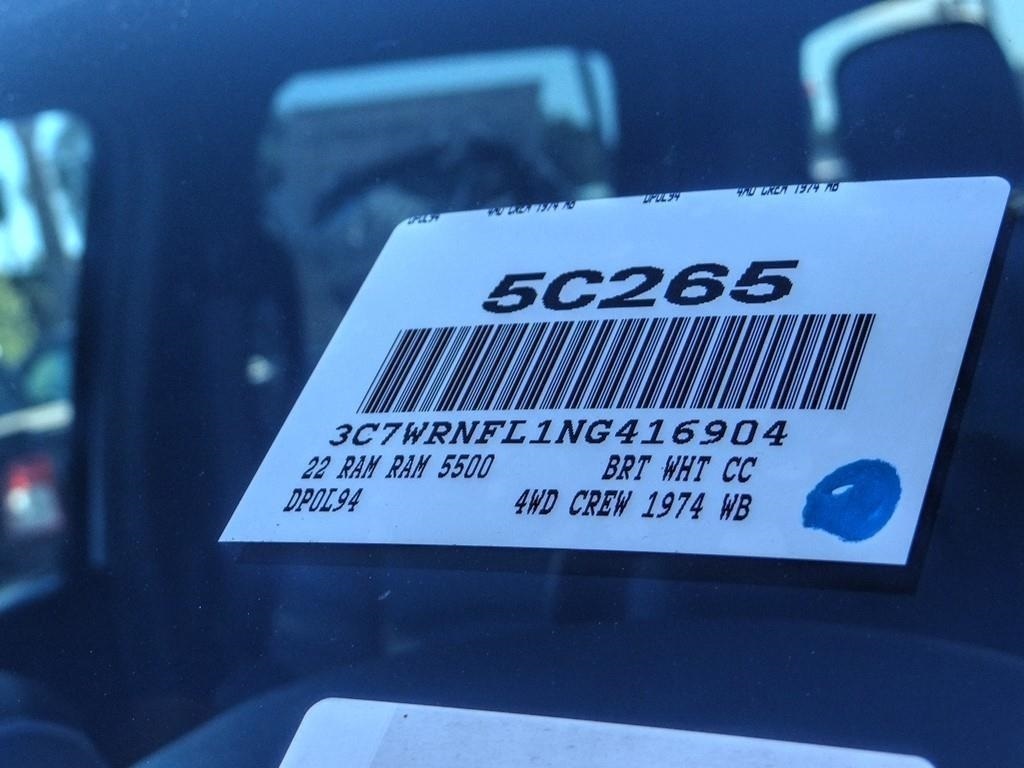 DPOL94 4WD CREW 1974 WB DPOL94 4WD CREW 1974 WB
5C265
3C7WRNFL1NG416904
22 RAM RAM 5500 BRT WHT CC
DPOL94 4WD CREW 1974 WB